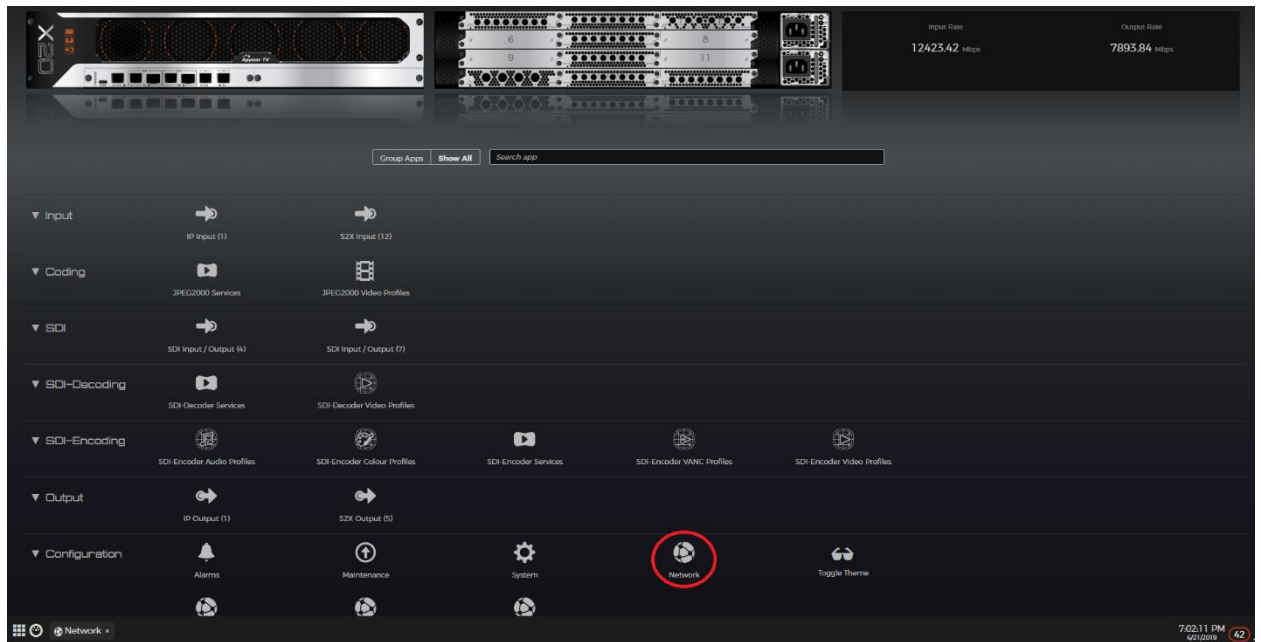 X20
Appear TV
6
8
9
11
Input Rate
Output Rate
12423.42 Mbps
7893.84 Mbps
Group Apps
Show All
Search app
Input
IP Input (1)
S2X Input (12)
Coding
JPEG2000 Services
JPEG2000 Video Profiles
SDI
SDI Input / Output (4)
SDI Input / Output (7)
SDI-Decoding
SDI-Decoder Services
SDI-Decoder Video Profiles
SDI-Encoding
SDI-Encoder Audio Profiles
SDI-Encoder Colour Profiles
SDI-Encoder Services
SDI-Encoder VANC Profiles
SDI-Encoder Video Profiles
Output
IP Output (1)
S2X Output (5)
Configuration
Alarms
Maintenance
System
Network
Toggle Theme
Network ×
7:02:11 PM
6/21/2019
42